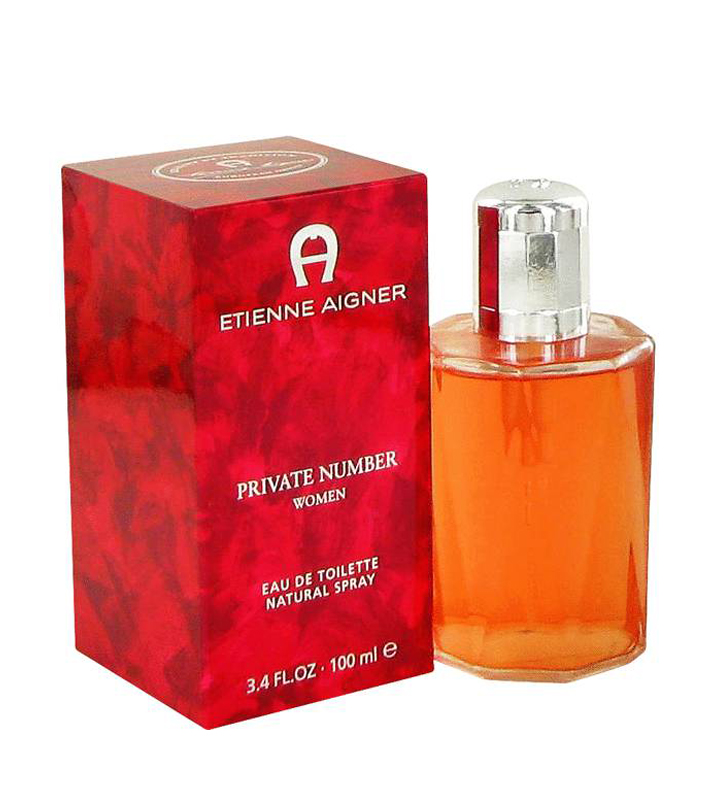 ETIENNE AIGNER
PRIVATE NUMBER
WOMEN
EAU DE TOILETTE
NATURAL SPRAY
3.4 FL.OZ · 100 ml ℮